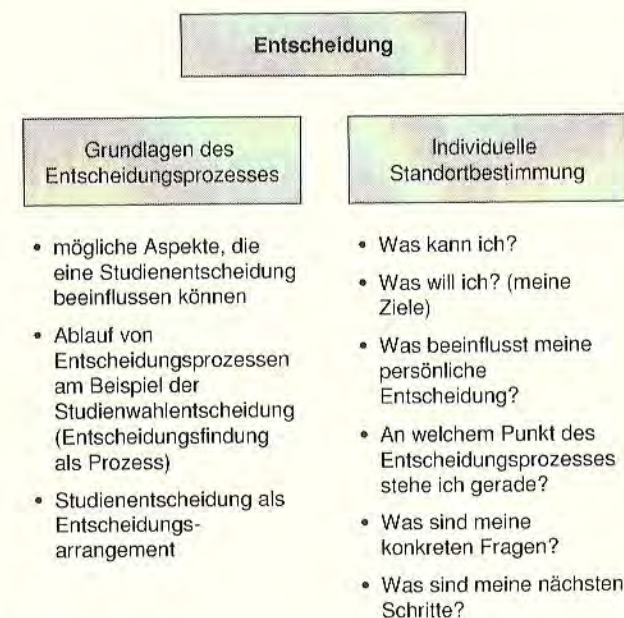 Entscheidung
Grundlagen des
Entscheidungsprozesses
• mögliche Aspekte, die
eine Studienentscheidung
beeinflussen können
• Ablauf von
Entscheidungsprozessen
am Beispiel der
Studienwahlentscheidung
(Entscheidungsfindung
als Prozess)
• Studienentscheidung als
Entscheidungs-
arrangement
Individuelle
Standortbestimmung
• Was kann ich?
• Was will ich? (meine
Ziele)
• Was beeinflusst meine
persönliche
Entscheidung?
• An welchem Punkt des
Entscheidungsprozesses
stehe ich gerade?
• Was sind meine
konkreten Fragen?
• Was sind meine nächsten
Schritte?